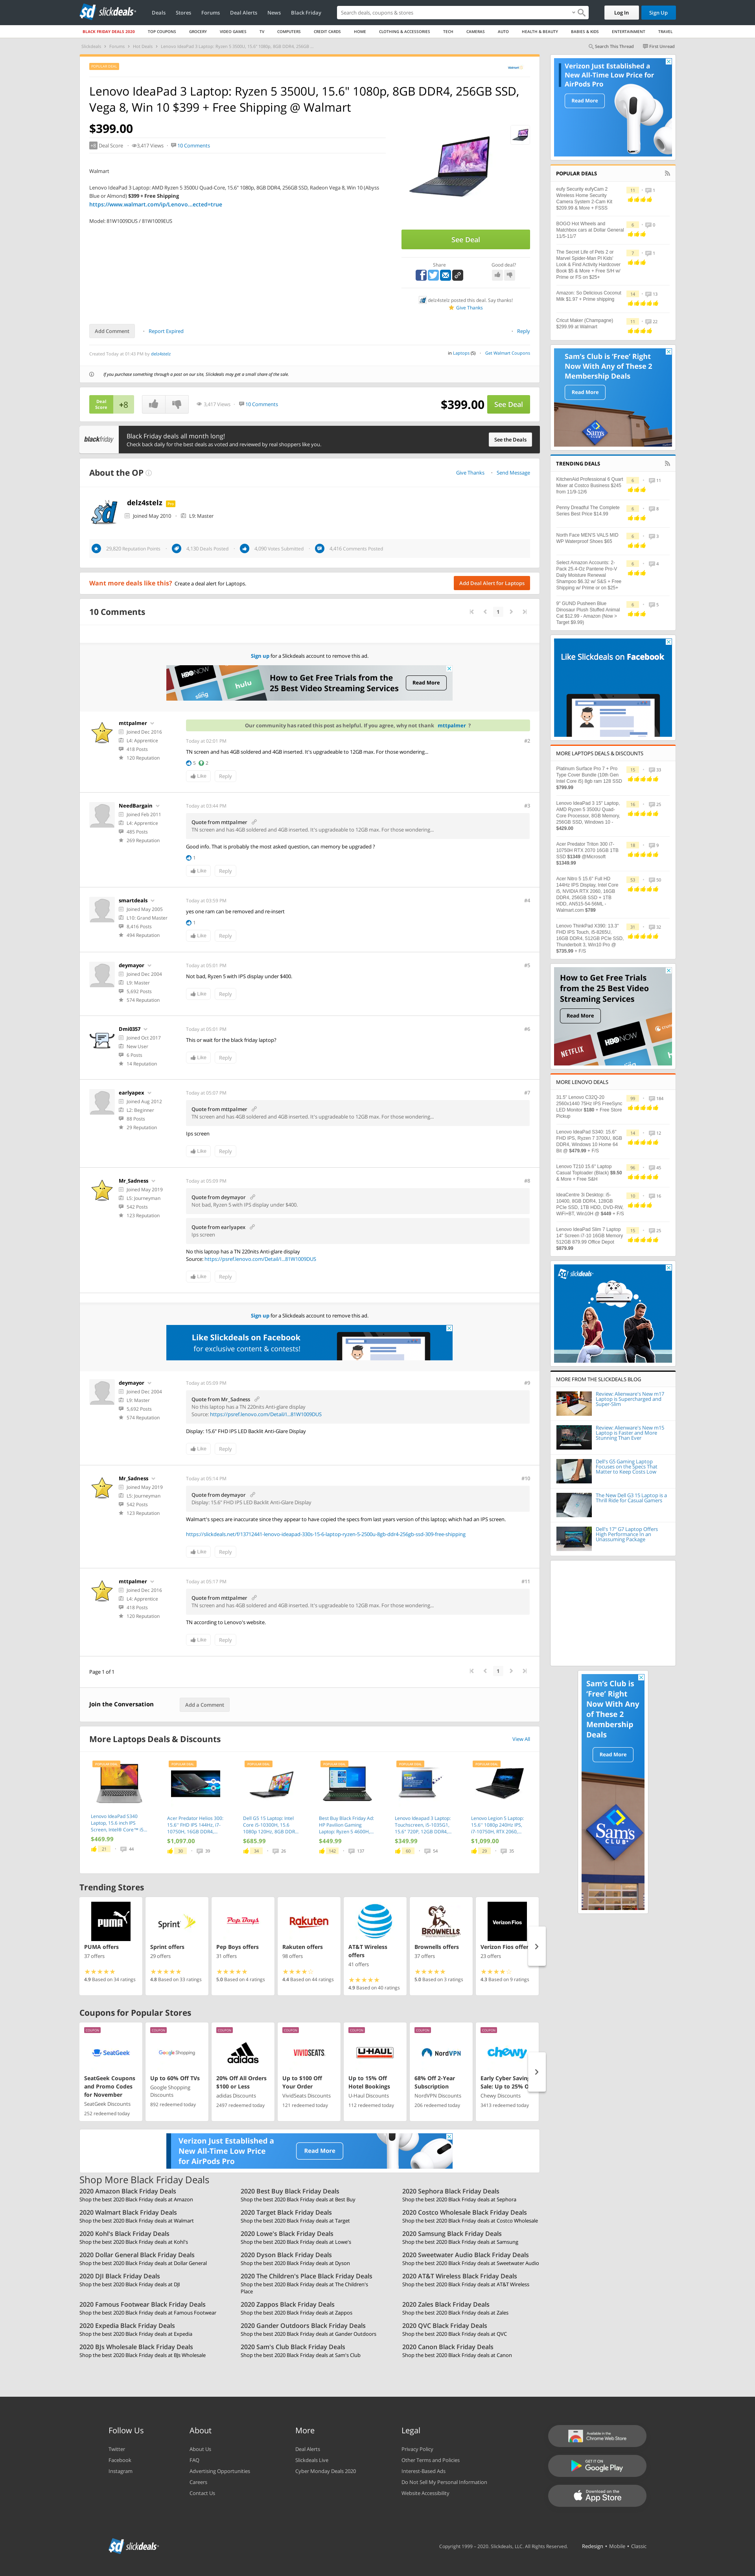 slickdeals
Deals Stores Forums Deal Alerts News Black Friday
Search deals, coupons & stores
Log In Sign Up
BLACK FRIDAY DEALS 2020 TOP COUPONS GROCERY VIDEO GAMES TV COMPUTERS CREDIT CARDS HOME CLOTHING & ACCESSORIES TECH CAMERAS AUTO HEALTH & BEAUTY BABIES & KIDS ENTERTAINMENT TRAVEL
Search This Thread First Unread
Lenovo IdeaPad 3 Laptop: Ryzen 5 3500U, 15.6" 1080p, 8GB DDR4, 256GB SSD,
Vega 8, Win 10 $399 + Free Shipping @ Walmart
$399.00
+8 Deal Score 3,417 Views 10 Comments
Walmart
Lenovo IdeaPad 3 Laptop: AMD Ryzen 5 3500U Quad-Core, 15.6" 1080p, 8GB DDR4, 256GB SSD, Radeon Vega 8, Win 10 (Abyss
Blue or Almond) $399 + Free Shipping
https://www.walmart.com/ip/Lenovo...ected=true
Model: 81W1009DUS / 81W1009EUS
See Deal
Share Good deal?
delz4stelz posted this deal. Say thanks!
Give Thanks
Add Comment Report Expired Reply
Created Today at 01:43 PM by delz4stelz
in Laptops (5) Get Walmart Coupons
If you purchase something through a post on our site, Slickdeals may get a small share of the sale.
Deal
Score +8 3,417 Views 10 Comments $399.00 See Deal
blackfriday
Black Friday deals all month long!
Check back daily for the best deals as voted and reviewed by real shoppers like you.
See the Deals
About the OP
Give Thanks Send Message
delz4stelz Pro
Joined May 2010 L9: Master
29,820 Reputation Points 4,130 Deals Posted 4,090 Votes Submitted 4,416 Comments Posted
Want more deals like this? Create a deal alert for Laptops.
Add Deal Alert for Laptops
10 Comments
1
Sign up for a Slickdeals account to remove this ad.
HBO NOW sling hulu
How to Get Free Trials from the
25 Best Video Streaming Services
Read More
mttpalmer
Joined Dec 2016
L4: Apprentice
418 Posts
120 Reputation
Our community has rated this post as helpful. If you agree, why not thank mttpalmer ?
Today at 02:01 PM #2
TN screen and has 4GB soldered and 4GB inserted. It's upgradeable to 12GB max. For those wondering...
5 2
Like Reply
NeedBargain
Joined Feb 2011
L4: Apprentice
485 Posts
269 Reputation
Today at 03:44 PM #3
Quote from mttpalmer
TN screen and has 4GB soldered and 4GB inserted. It's upgradeable to 12GB max. For those wondering...
Good info. That is probably the most asked question, can memory be upgraded ?
1
Like Reply
smartdeals
Joined May 2005
L10: Grand Master
8,416 Posts
494 Reputation
Today at 03:59 PM #4
yes one ram can be removed and re-insert
1
Like Reply
deymayor
Joined Dec 2004
L9: Master
5,692 Posts
574 Reputation
Today at 05:01 PM #5
Not bad, Ryzen 5 with IPS display under $400.
Like Reply
Dmi0357
Joined Oct 2017
New User
6 Posts
14 Reputation
Today at 05:01 PM #6
This or wait for the black friday laptop?
Like Reply
earlyapex
Joined Aug 2012
L2: Beginner
88 Posts
29 Reputation
Today at 05:07 PM #7
Quote from mttpalmer
TN screen and has 4GB soldered and 4GB inserted. It's upgradeable to 12GB max. For those wondering...
Ips screen
Like Reply
Mr_Sadness
Joined May 2019
L5: Journeyman
542 Posts
123 Reputation
Today at 05:09 PM #8
Quote from deymayor
Not bad, Ryzen 5 with IPS display under $400.
Quote from earlyapex
Ips screen
No this laptop has a TN 220nits Anti-glare display
Source: https://psref.lenovo.com/Detail/I...81W1009DUS
Like Reply
Sign up for a Slickdeals account to remove this ad.
Like Slickdeals on Facebook
for exclusive content & contests!
deymayor
Joined Dec 2004
L9: Master
5,692 Posts
574 Reputation
Today at 05:09 PM #9
Quote from Mr_Sadness
No this laptop has a TN 220nits Anti-glare display
Source: https://psref.lenovo.com/Detail/I...81W1009DUS
Display: 15.6" FHD IPS LED Backlit Anti-Glare Display
Like Reply
Mr_Sadness
Joined May 2019
L5: Journeyman
542 Posts
123 Reputation
Today at 05:14 PM #10
Quote from deymayor
Display: 15.6" FHD IPS LED Backlit Anti-Glare Display
Walmart's specs are inaccurate since they appear to have copied the specs from last years version of this laptop; which had an IPS screen.
https://slickdeals.net/f/13712441-lenovo-ideapad-330s-15-6-laptop-ryzen-5-2500u-8gb-ddr4-256gb-ssd-309-free-shipping
Like Reply
mttpalmer
Joined Dec 2016
L4: Apprentice
418 Posts
120 Reputation
Today at 05:17 PM #11
Quote from mttpalmer
TN screen and has 4GB soldered and 4GB inserted. It's upgradeable to 12GB max. For those wondering...
TN according to Lenovo's website.
Like Reply
Page 1 of 1
1
Join the Conversation Add a Comment
More Laptops Deals & Discounts View All
Lenovo IdeaPad S340
Laptop, 15.6 inch IPS
Screen, Intel® Core™ i5...
$469.99
21 44
Acer Predator Helios 300:
15.6" FHD IPS 144Hz, i7-
10750H, 16GB DDR4,...
$1,097.00
30 39
Dell G5 15 Laptop: Intel
Core i5-10300H, 15.6
1080p 120Hz, 8GB DDR...
$685.99
34 26
Best Buy Black Friday Ad:
HP Pavilion Gaming
Laptop: Ryzen 5 4600H,...
$449.99
142 107
Lenovo Ideapad 3 Laptop:
Touchscreen, i5-1035G1,
15.6" 720P, 12GB DDR4,...
$349.99
60 54
Lenovo Legion 5 Laptop:
15.6" 1080p 240Hz IPS,
i7-10750H, RTX 2060,...
$1,099.00
29 35
Trending Stores
PUMA offers
37 offers
4.9 Based on 34 ratings
Sprint offers
29 offers
4.8 Based on 33 ratings
Pep Boys offers
31 offers
5.0 Based on 4 ratings
Rakuten offers
98 offers
4.4 Based on 44 ratings
AT&T Wireless
offers
41 offers
4.9 Based on 40 ratings
Brownells offers
37 offers
5.0 Based on 3 ratings
Verizon Fios offers
23 offers
4.3 Based on 9 ratings
Coupons for Popular Stores
SeatGeek Coupons
and Promo Codes
for November
SeatGeek Discounts
252 redeemed today
Up to 60% Off TVs
Google Shopping
Discounts
892 redeemed today
20% Off All Orders
$100 or Less
adidas Discounts
2497 redeemed today
Up to $100 Off
Your Order
VividSeats Discounts
121 redeemed today
Up to 15% Off
Hotel Bookings
U-Haul Discounts
112 redeemed today
68% Off 2-Year
Subscription
NordVPN Discounts
206 redeemed today
Early Cyber Saving
Sale: Up to 25% O
Chewy Discounts
3413 redeemed today
Verizon Just Established a
New All-Time Low Price
for AirPods Pro
Read More
Shop More Black Friday Deals
2020 Amazon Black Friday Deals
Shop the best 2020 Black Friday deals at Amazon
2020 Best Buy Black Friday Deals
Shop the best 2020 Black Friday deals at Best Buy
2020 Sephora Black Friday Deals
Shop the best 2020 Black Friday deals at Sephora
2020 Walmart Black Friday Deals
Shop the best 2020 Black Friday deals at Walmart
2020 Target Black Friday Deals
Shop the best 2020 Black Friday deals at Target
2020 Costco Wholesale Black Friday Deals
Shop the best 2020 Black Friday deals at Costco Wholesale
2020 Kohl's Black Friday Deals
Shop the best 2020 Black Friday deals at Kohl's
2020 Lowe's Black Friday Deals
Shop the best 2020 Black Friday deals at Lowe's
2020 Samsung Black Friday Deals
Shop the best 2020 Black Friday deals at Samsung
2020 Dollar General Black Friday Deals
Shop the best 2020 Black Friday deals at Dollar General
2020 Dyson Black Friday Deals
Shop the best 2020 Black Friday deals at Dyson
2020 Sweetwater Audio Black Friday Deals
Shop the best 2020 Black Friday deals at Sweetwater Audio
2020 DJI Black Friday Deals
Shop the best 2020 Black Friday deals at DJI
2020 The Children's Place Black Friday Deals
Shop the best 2020 Black Friday deals at The Children's
Place
2020 AT&T Wireless Black Friday Deals
Shop the best 2020 Black Friday deals at AT&T Wireless
2020 Famous Footwear Black Friday Deals
Shop the best 2020 Black Friday deals at Famous Footwear
2020 Zappos Black Friday Deals
Shop the best 2020 Black Friday deals at Zappos
2020 Zales Black Friday Deals
Shop the best 2020 Black Friday deals at Zales
2020 Expedia Black Friday Deals
Shop the best 2020 Black Friday deals at Expedia
2020 Gander Outdoors Black Friday Deals
Shop the best 2020 Black Friday deals at Gander Outdoors
2020 QVC Black Friday Deals
Shop the best 2020 Black Friday deals at QVC
2020 BJs Wholesale Black Friday Deals
Shop the best 2020 Black Friday deals at BJs Wholesale
2020 Sam's Club Black Friday Deals
Shop the best 2020 Black Friday deals at Sam's Club
2020 Canon Black Friday Deals
Shop the best 2020 Black Friday deals at Canon
Verizon Just Established a
New All-Time Low Price for
AirPods Pro
Read More
POPULAR DEALS
eufy Security eufyCam 2
Wireless Home Security
Camera System 2-Cam Kit
$209.99 & More + FSSS
BOGO Hot Wheels and
Matchbox cars at Dollar General
11/5-11/7
The Secret Life of Pets 2 or
Marvel Spider-Man PI Kids'
Look & Find Activity Hardcover
Book $5 & More + Free S/H w/
Prime or FS on $25+
Amazon: So Delicious Coconut
Milk $1.87 + Prime shipping
Cricut Maker (Champagne)
$299.99 at Walmart
Sam's Club is 'Free' Right
Now With Any of These 2
Membership Deals
Read More
TRENDING DEALS
KitchenAid Professional 6 Quart
Mixer at Costco Business $245
from 11/9-12/6
Penny Dreadful The Complete
Series Best Price $14.99
North Face MEN'S VALS MID
WP Waterproof Shoes $65
Select Amazon Accounts: 2-
Pack 25.4-Oz Pantene Pro-V
Daily Moisture Renewal
Shampoo $6.32 w/ S&S + Free
Shipping w/ Prime or on $25+
9" GUND Pusheen Blue
Dinosaur Plush Stuffed Animal
Cat $12.99 - Amazon (Now =
Target $9.99)
Like Slickdeals on Facebook
MORE LAPTOPS DEALS & DISCOUNTS
Platinum Surface Pro 7 + Pro
Type Cover Bundle (10th Gen
Intel Core i5) 8gb ram 128 SSD
$799.99
Lenovo IdeaPad 3 15" Laptop,
AMD Ryzen 5 3500U Quad-
Core Processor, 8GB Memory,
256GB SSD, Windows 10 -
$429.00
Acer Predator Triton 300 i7-
10750H RTX 2070 16GB 1TB
SSD $1349 @Microsoft
$1349.99
Acer Nitro 5 15.6" Full HD
144Hz IPS Display, Intel Core
i5, NVIDIA RTX 2060, 16GB
DDR4, 256GB SSD + 1TB
HDD, AN515-54-56ML -
Walmart.com $799
Lenovo ThinkPad X390: 13.3"
FHD IPS Touch, i5-8265U,
16GB DDR4, 512GB PCIe SSD,
Thunderbolt 3, Win10 Pro @
$735.99 + F/S
How to Get Free Trials
from the 25 Best Video
Streaming Services
Read More
HBO NOW
NETFLIX
MORE LENOVO DEALS
31.5" Lenovo C32Q-20
2560x1440 75Hz IPS FreeSync
LED Monitor $180 + Free Store
Pickup
Lenovo IdeaPad S340: 15.6"
FHD IPS, Ryzen 7 3700U, 8GB
DDR4, Windows 10 Home 64
Bit @ $479.99 + F/S
Lenovo T210 15.6" Laptop
Casual Toploader (Black) $9.50
& More + Free S&H
IdeaCentre 3i Desktop: i5-
10400, 8GB DDR4, 128GB
PCIe SSD, 1TB HDD, DVD-RW,
WiFi+BT, Win10H @ $449 + F/S
Lenovo IdeaPad Slim 7 Laptop
14" Screen i7-10 16GB Memory
512GB 879.99 Office Depot
$879.99
slickdeals
MORE FROM THE SLICKDEALS BLOG
Review: Alienware's New m17
Laptop is Supercharged and
Super-Slim
Review: Alienware's New m15
Laptop is Faster and More
Stunning Than Ever
Dell's G5 Gaming Laptop
Focuses on the Specs That
Matter to Keep Costs Low
The New Dell G3 15 Laptop is a
Thrill Ride for Casual Gamers
Dell's 17" G7 Laptop Offers
High Performance in an
Unassuming Package
Sam's Club is
'Free' Right
Now With Any
of These 2
Membership
Deals
Read More
Sam's Club
Follow Us About More Legal
Twitter About Us Deal Alerts Privacy Policy
Facebook FAQ Slickdeals Live Other Terms and Policies
Instagram Advertising Opportunities Cyber Monday Deals 2020 Interest-Based Ads
Careers Do Not Sell My Personal Information
Contact Us Website Accessibility
Available in the
Chrome Web Store
GET IT ON
Google Play
Download on the
App Store
slickdeals
Copyright 1999 – 2020. Slickdeals, LLC. All Rights Reserved. Redesign • Mobile • Classic